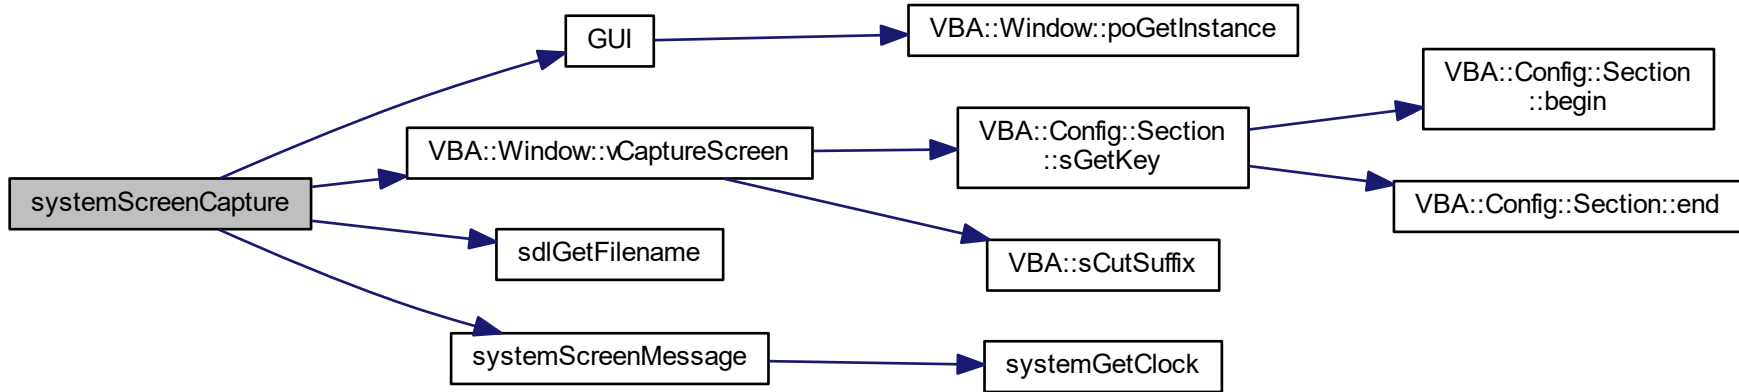 GUI
VBA::Window::poGetInstance
VBA::Config::Section
::begin
VBA::Window::vCaptureScreen
VBA::Config::Section
::sGetKey
systemScreenCapture
VBA::Config::Section::end
sdlGetFilename
VBA::sCutSuffix
systemScreenMessage
systemGetClock